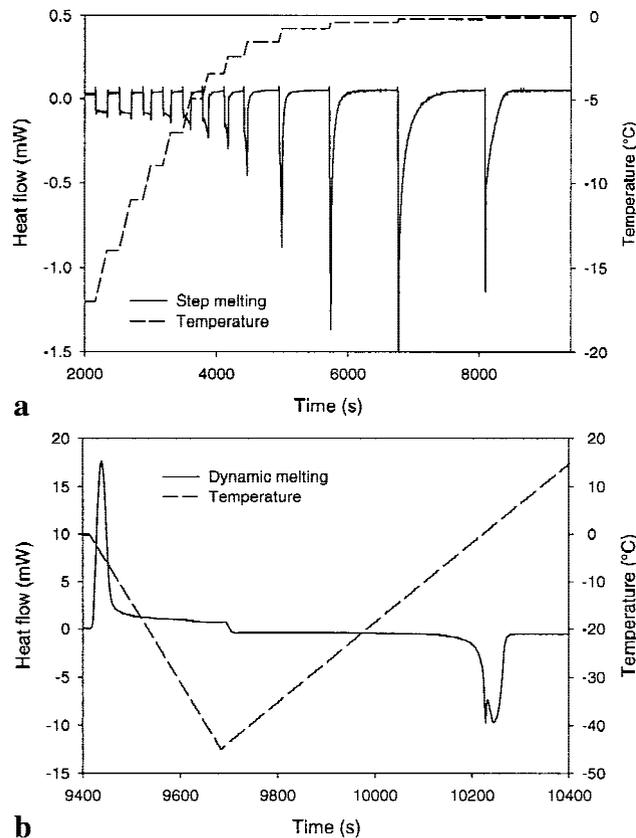 0.5
0.0
-0.5
-1.0
-1.5
Heat flow (mW)
0
-5
-10
-15
-20
Temperature (°C)
Step melting
Temperature
2000 4000 6000 8000
Time (s)
a
20
15
10
5
0
-5
-10
-15
Heat flow (mW)
20
10
0
-10
-20
-30
-40
-50
Temperature (°C)
Dynamic melting
Temperature
9400 9600 9800 10000 10200 10400
Time (s)
b